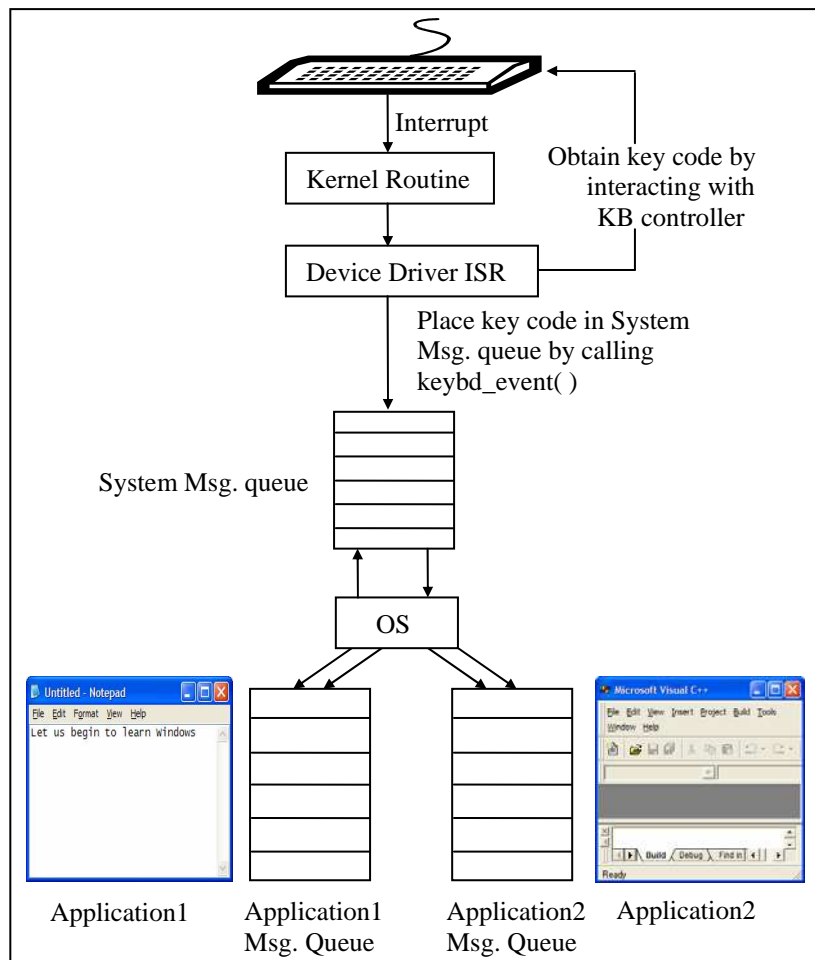 Interrupt
Kernel Routine
Obtain key code by
interacting with
KB controller
Device Driver ISR
Place key code in System
Msg. queue by calling
keybd_event( )
System Msg. queue
OS
Untitled - Notepad
File Edit Format View Help
Let us begin to learn Windows
Microsoft Visual C++
File Edit View Insert Project Build Tools
Window Help
Build Debug Find in
Ready
Application1
Application1
Msg. Queue
Application2
Msg. Queue
Application2